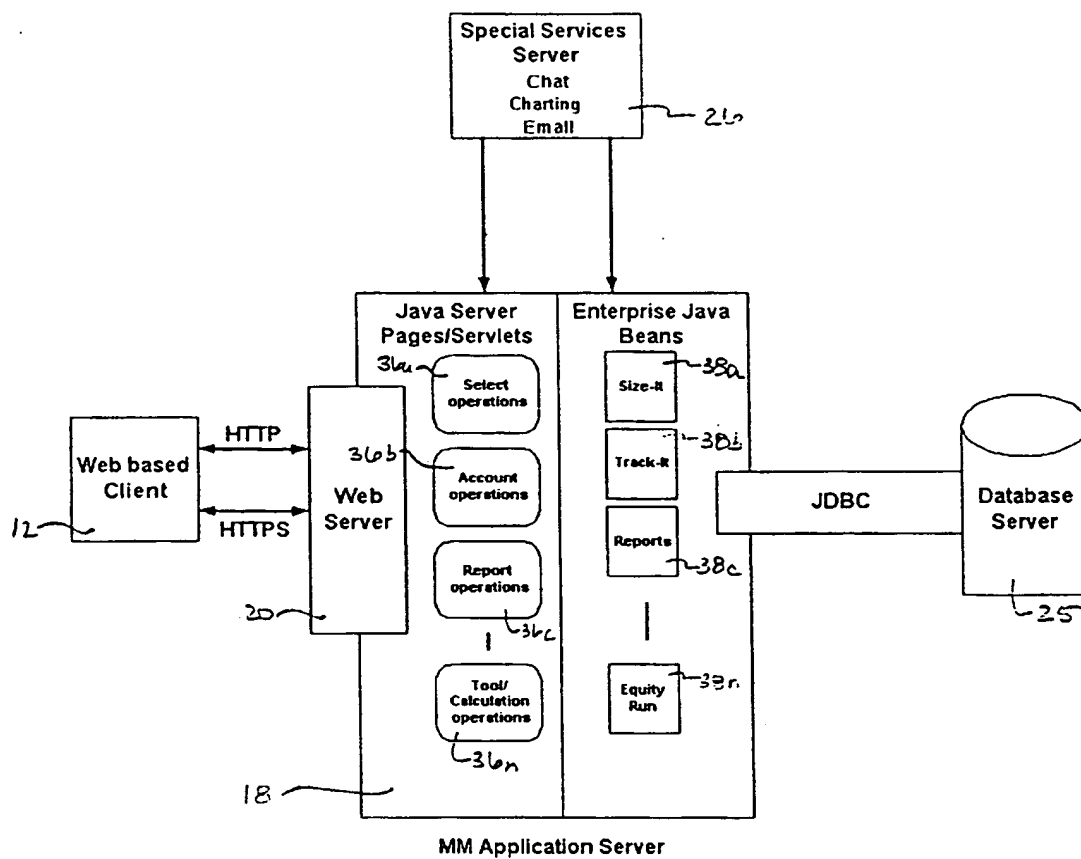 Special Services
Server
Chat
Charting
Email
26
Java Server
Pages/Servlets
Enterprise Java
Beans
36a
Select
operations
38a
Size-It
HTTP
Web based
Client
HTTPS
12
Web
Server
20
36b
Account
operations
38b
Track-It
JDBC
Database
Server
25
Report
operations
36c
Reports
38c
Tool/
Calculation
operations
36n
Equity
Run
38n
18
MM Application Server